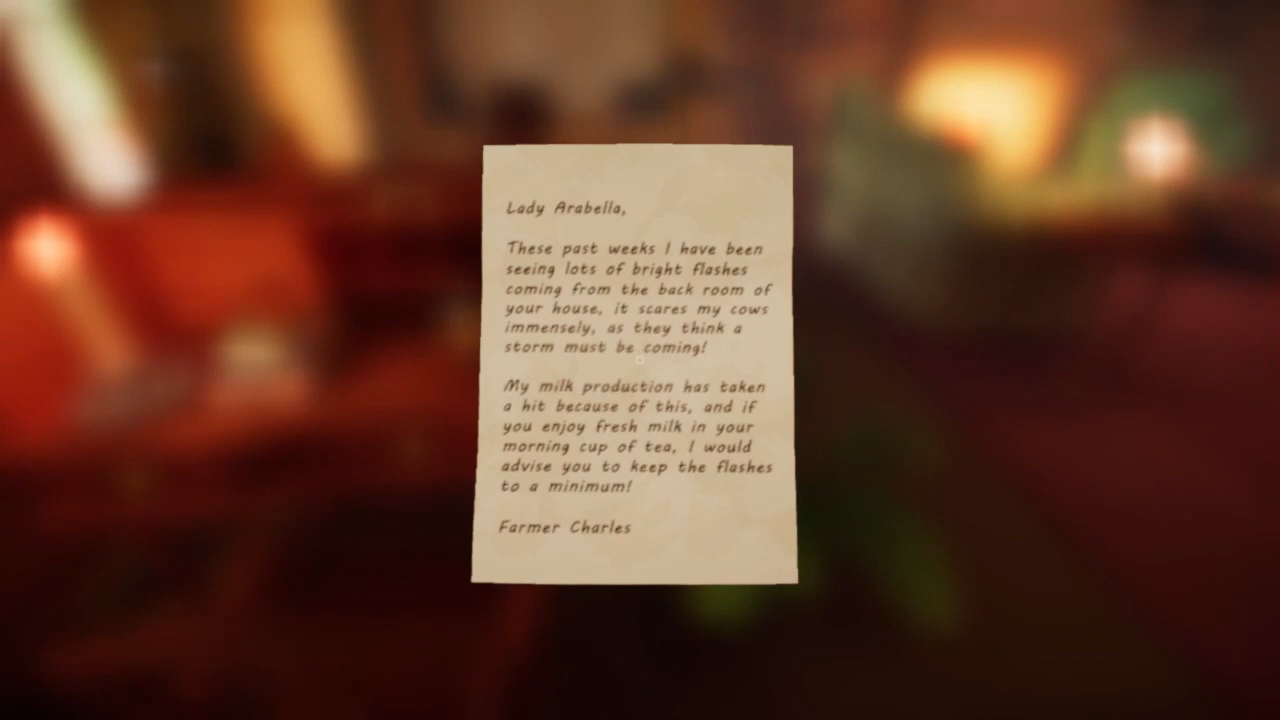 Lady Arabella,
These past weeks I have been
seeing lots of bright flashes
coming from the back room of
your house, it scares my cows
immensely, as they think a
storm must be coming!
My milk production has taken
a hit because of this, and if
you enjoy fresh milk in your
morning cup of tea, I would
advise you to keep the flashes
to a minimum!
Farmer Charles